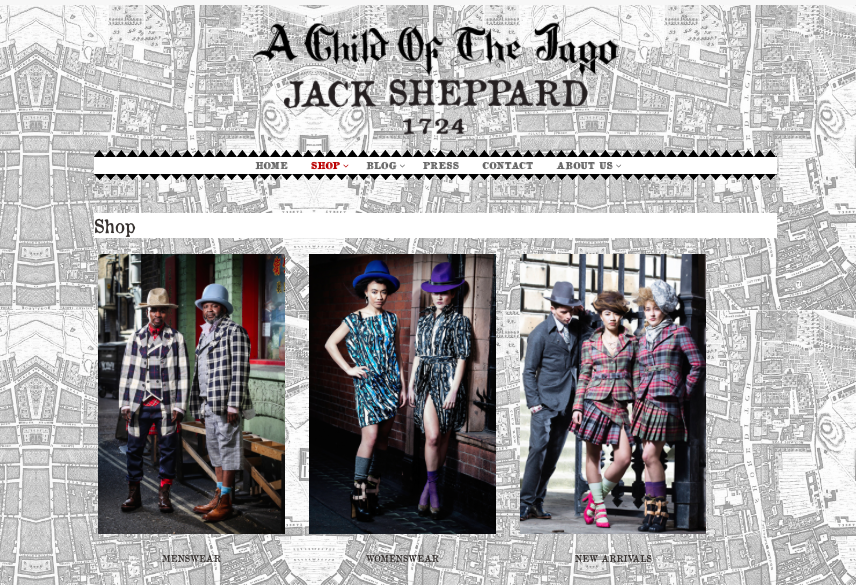 A Child Of The Jago
JACK SHEPPARD
1724
HOME SHOP BLOG PRESS CONTACT ABOUT US
Shop
MENSWEAR WOMENSWEAR NEW ARRIVALS